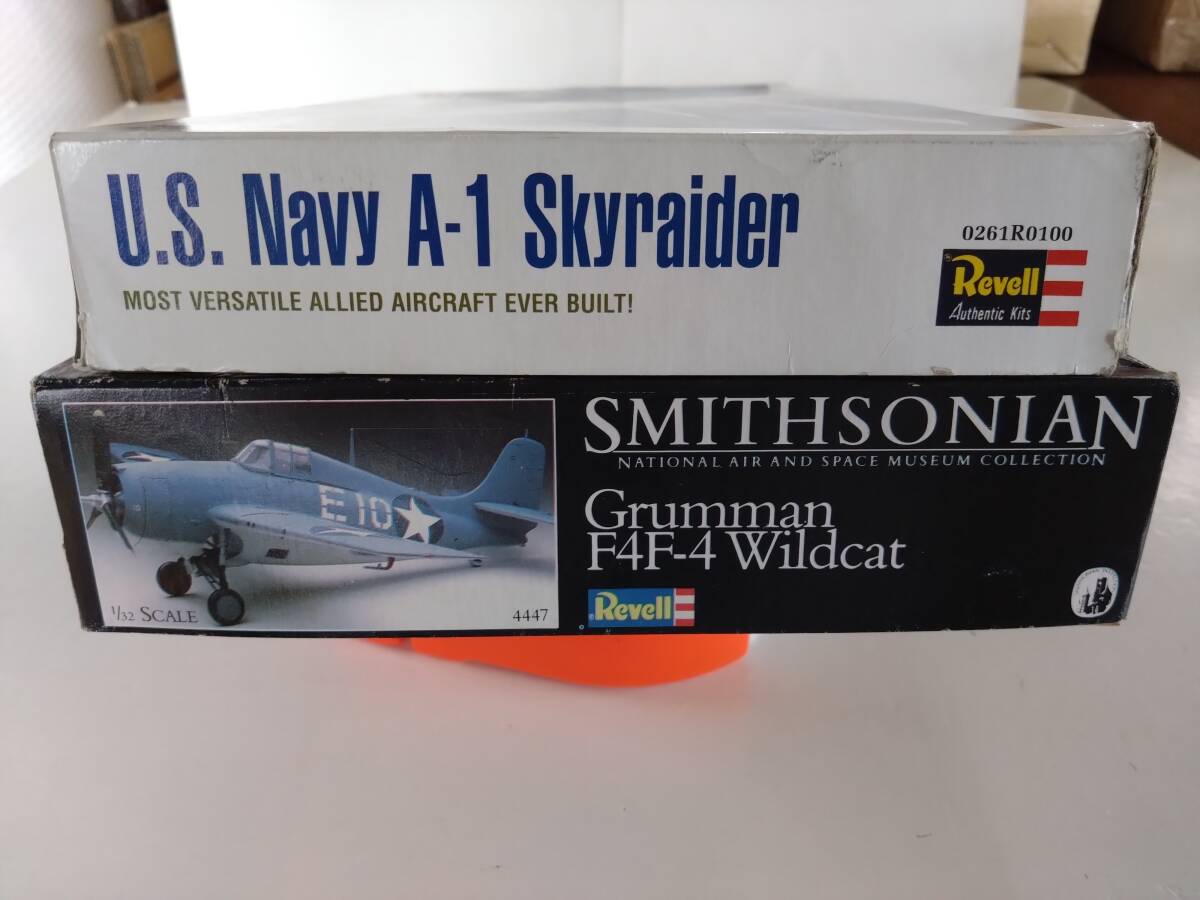 U.S. Navy A-1 Skyraider
MOST VERSATILE ALLIED AIRCRAFT EVER BUILT!
0261R0100
Revell
Authentic Kits
SMITHSONIAN
NATIONAL AIR AND SPACE MUSEUM COLLECTION
Grumman
F4F-4 Wildcat
Revell
E10
1/32 SCALE
4447